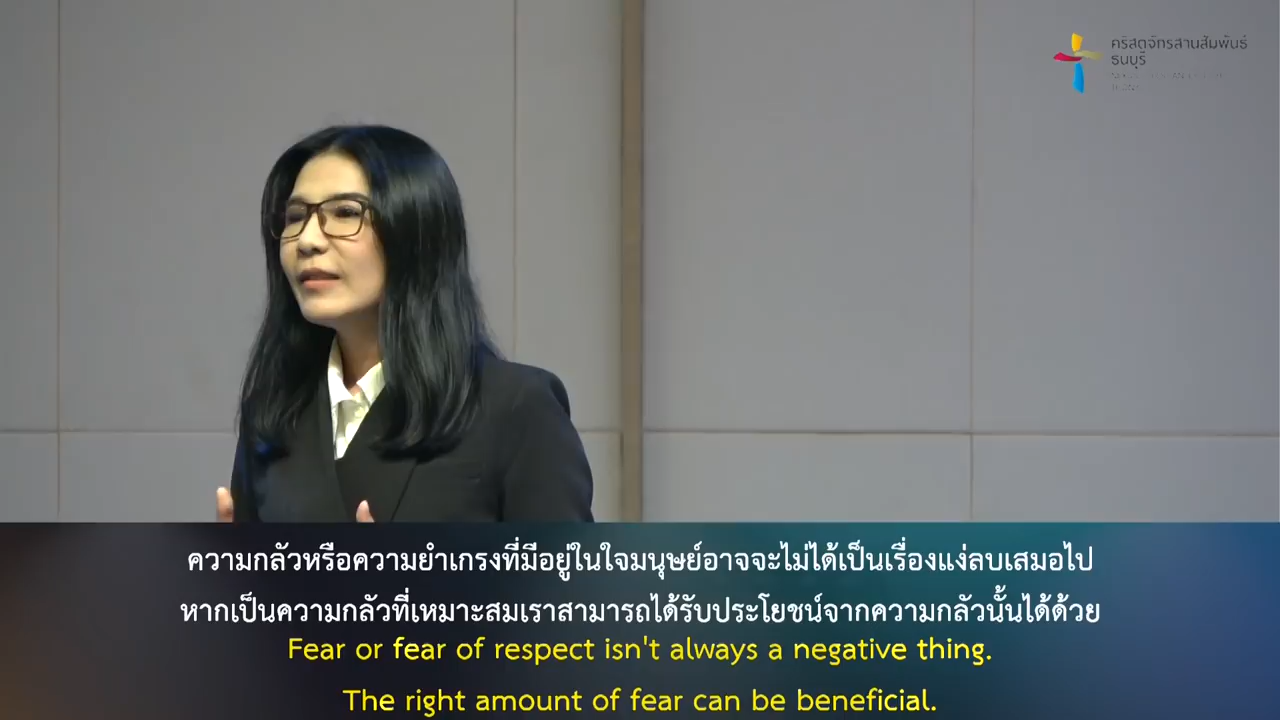 คริสตจักรสานสัมพันธ์
ธนบุรี
ความกลัวหรือความยำเกรงที่มีอยู่ในใจมนุษย์อาจจะไม่ได้เป็นเรื่องแง่ลบเสมอไป
หากเป็นความกลัวที่เหมาะสมเราสามารถได้รับประโยชน์จากความกลัวนั้นได้ด้วย
Fear or fear of respect isn't always a negative thing.
The right amount of fear can be beneficial.